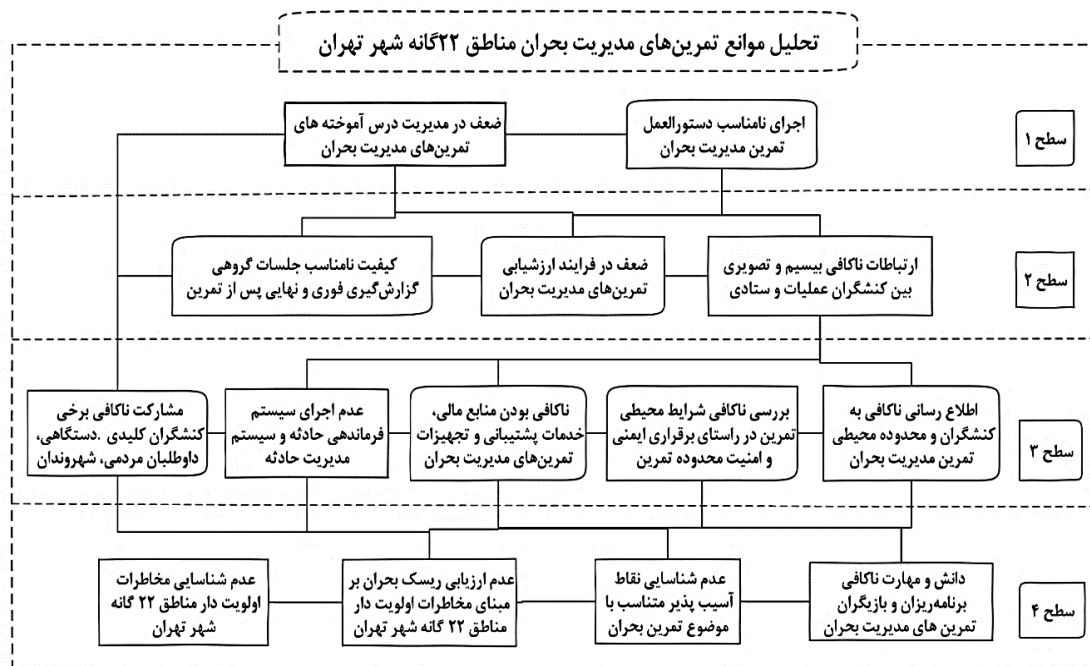 تحلیل موانع تمرین‌های مدیریت بحران مناطق ۲۲گانه شهر تهران
سطح ۱
اجرای نامناسب دستورالعمل
تمرین مدیریت بحران
ضعف در مدیریت درس آموخته های
تمرین‌های مدیریت بحران
سطح ۲
ارتباطات ناکافی بیسیم و تصویری
بین کنشگران عملیات و ستادی
ضعف در فرایند ارزشیابی
تمرین‌های مدیریت بحران
کیفیت نامناسب جلسات گروهی
گزارش‌گیری فوری و نهایی پس از تمرین
سطح ۳
اطلاع رسانی ناکافی به
کنشگران و محدوده محیطی
تمرین مدیریت بحران
بررسی ناکافی شرایط محیطی
تمرین در راستای برقراری ایمنی
و امنیت محدوده تمرین
ناکافی بودن منابع مالی،
خدمات پشتیبانی و تجهیزات
تمرین‌های مدیریت بحران
عدم اجرای سیستم
فرماندهی حادثه و سیستم
مدیریت حادثه
مشارکت ناکافی برخی
کنشگران کلیدی .دستگاهی،
داوطلبان مردمی، شهروندان
سطح ۴
دانش و مهارت ناکافی
برنامه‌ریزان و بازیگران
تمرین های مدیریت بحران
عدم شناسایی نقاط
آسیب پذیر متناسب با
موضوع تمرین بحران
عدم ارزیابی ریسک بحران بر
مبنای مخاطرات اولویت دار
مناطق ۲۲ گانه شهر تهران
عدم شناسایی مخاطرات
اولویت دار مناطق ۲۲ گانه
شهر تهران